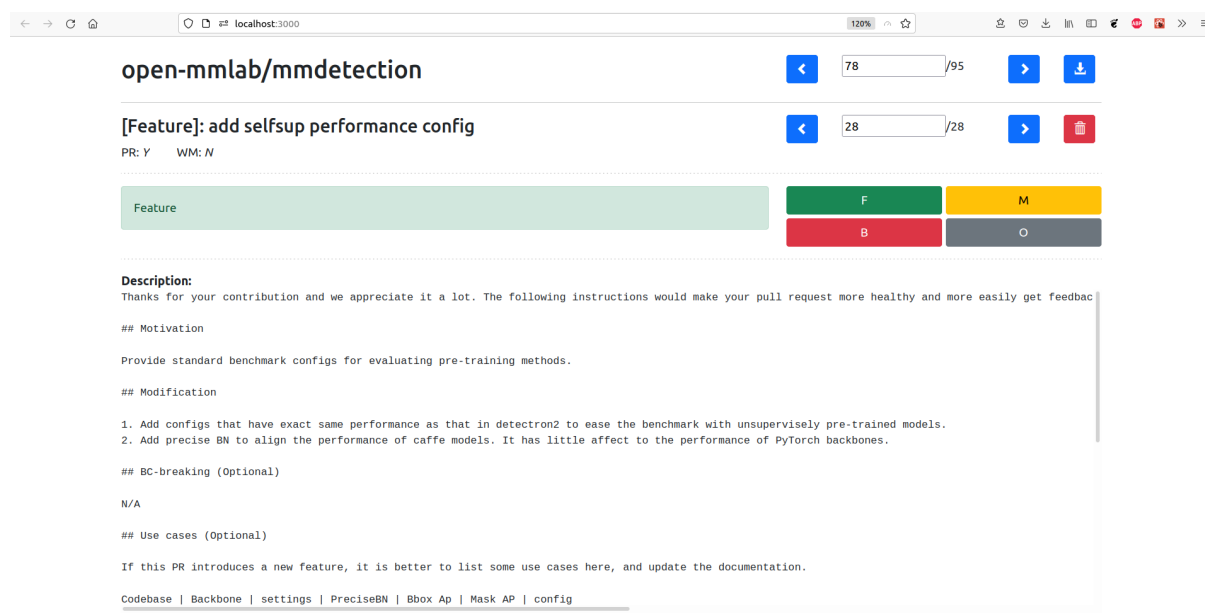 localhost:3000
120%
ABP
open-mmlab/mmdetection
78
/95
[Feature]: add selfsup performance config
28
/28
PR: Y WM: N
Feature
F
M
B
O
Description:
Thanks for your contribution and we appreciate it a lot. The following instructions would make your pull request more healthy and more easily get feedbac
## Motivation
Provide standard benchmark configs for evaluating pre-training methods.
## Modification
1. Add configs that have exact same performance as that in detectron2 to ease the benchmark with unsupervisely pre-trained models.
2. Add precise BN to align the performance of caffe models. It has little affect to the performance of PyTorch backbones.
## BC-breaking (Optional)
N/A
## Use cases (Optional)
If this PR introduces a new feature, it is better to list some use cases here, and update the documentation.
Codebase | Backbone | settings | PreciseBN | Bbox Ap | Mask AP | config